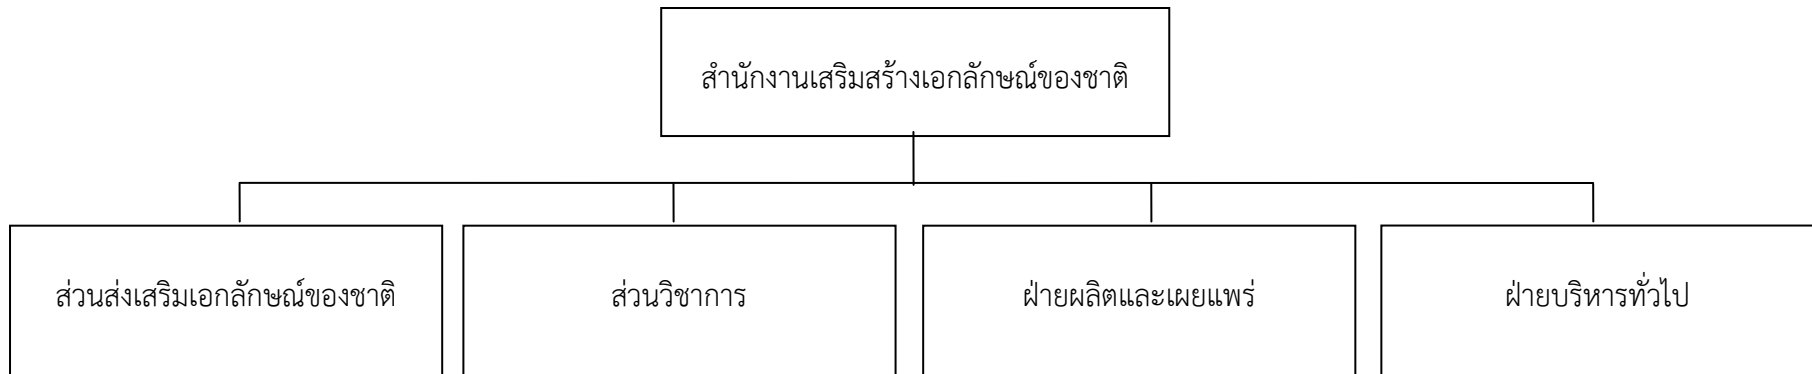 สำนักงานเสริมสร้างเอกลักษณ์ของชาติ
ส่วนส่งเสริมเอกลักษณ์ของชาติ
ส่วนวิชาการ
ฝ่ายผลิตและเผยแพร่
ฝ่ายบริหารทั่วไป